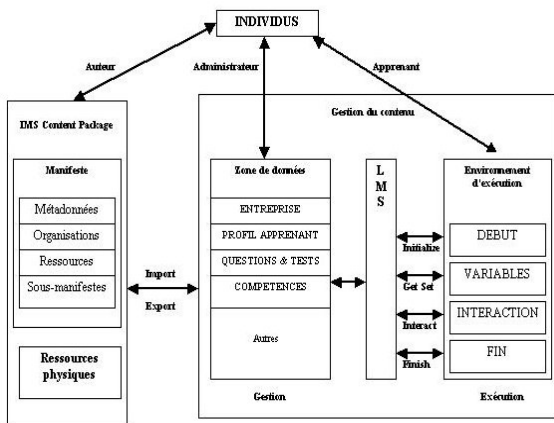 INDIVIDUS
Auteur
Administrateur
Apprenant
IMS Content Package
Manifeste
Métadonnées
Organisations
Ressources
Sous-manifestes
Ressources
physiques
Import
Export
Gestion du contenu
Zone de données
ENTREPRISE
PROFIL APPRENANT
QUESTIONS & TESTS
COMPETENCES
Autres
Gestion
L
M
S
Initialize
Get Set
Interact
Finish
Environnement
d'exécution
DEBUT
VARIABLES
INTERACTION
FIN
Exécution